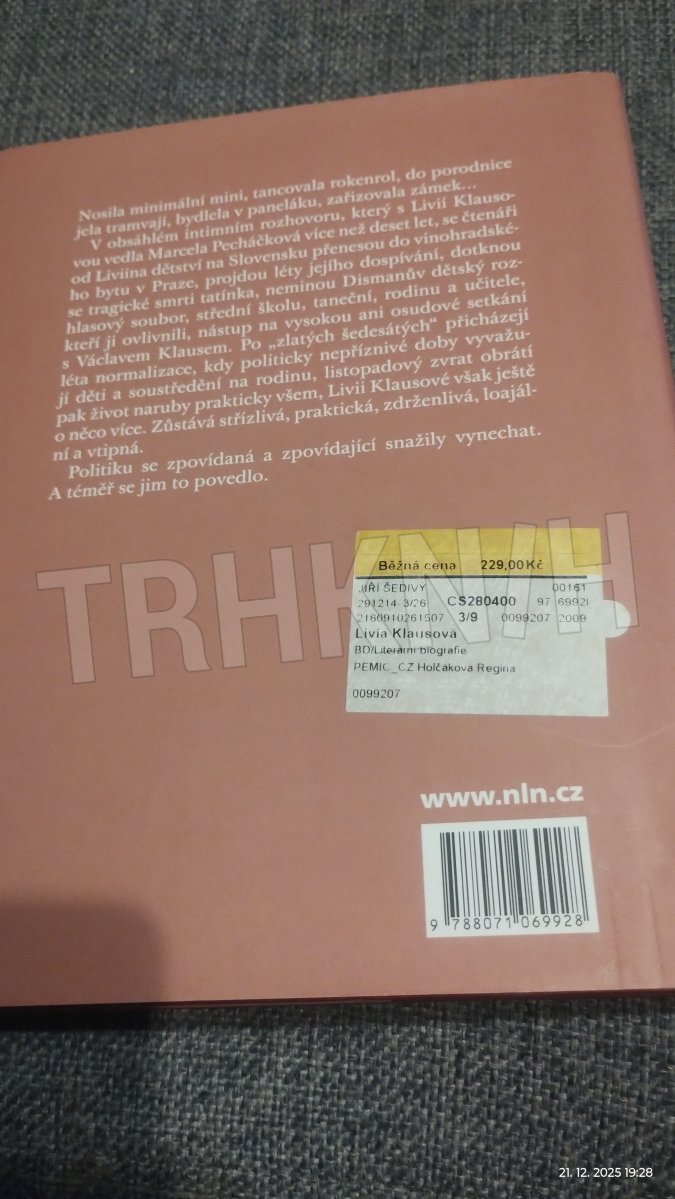 Nosila minimální mini, tancovala rokenrol, do porodnice
jela tramvají, bydlela v paneláku, zařizovala zámek...
V obsáhlém intimním rozhovoru, který s Livií Klauso-
vou vedla Marcela Pecháčková více než deset let, se čtenáři
od Liviina dětství na Slovensku přenesou do vinohradské-
ho bytu v Praze, projdou léty jejího dospívání, dotknou
se tragické smrti tatínka, neminou Dismanův dětský roz-
hlasový soubor, střední školu, taneční, rodinu a učitele,
kteří ji ovlivnili, nástup na vysokou ani osudové setkání
s Václavem Klausem. Po „zlatých šedesátých" přicházejí
léta normalizace, kdy politicky nepříznivé doby vyvažu-
jí děti a soustředění na rodinu, listopadový zvrat obrátí
pak život naruby prakticky všem, Livii Klausové však ještě
o něco více. Zůstává střízlivá, praktická, zdrženlivá, loajál-
ní a vtipná.
Politiku se zpovídaná a zpovídající snažily vynechat.
A téměř se jim to povedlo.
TRHKNIH
Běžná cena 229,00Kč
JIŘÍ ŠEDIVÝ 00161
291214 3/26 CS280400 97 69921
2160910261507 3/9 0099207 2009
Livia Klausová
BD/Literární biografie
PEMIC_CZ Holčáková Regina
0099207
www.nln.cz
9 788071 069928
21. 12. 2025 19:28